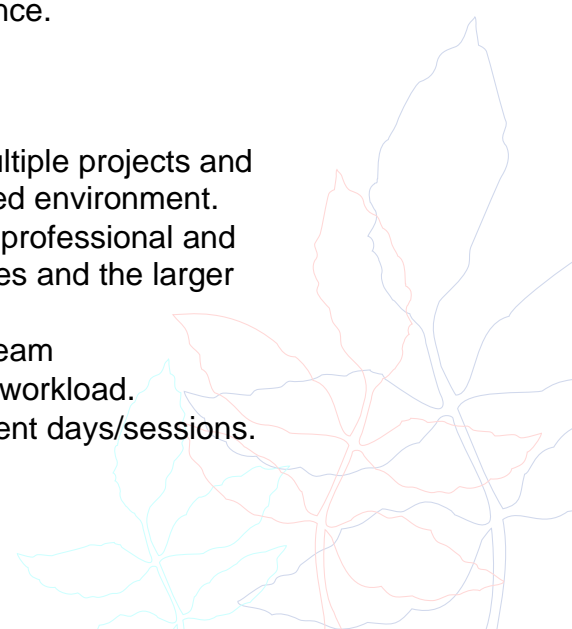 nce.
ultiple projects and
ed environment.
professional and
es and the larger
eam
workload.
ent days/sessions.